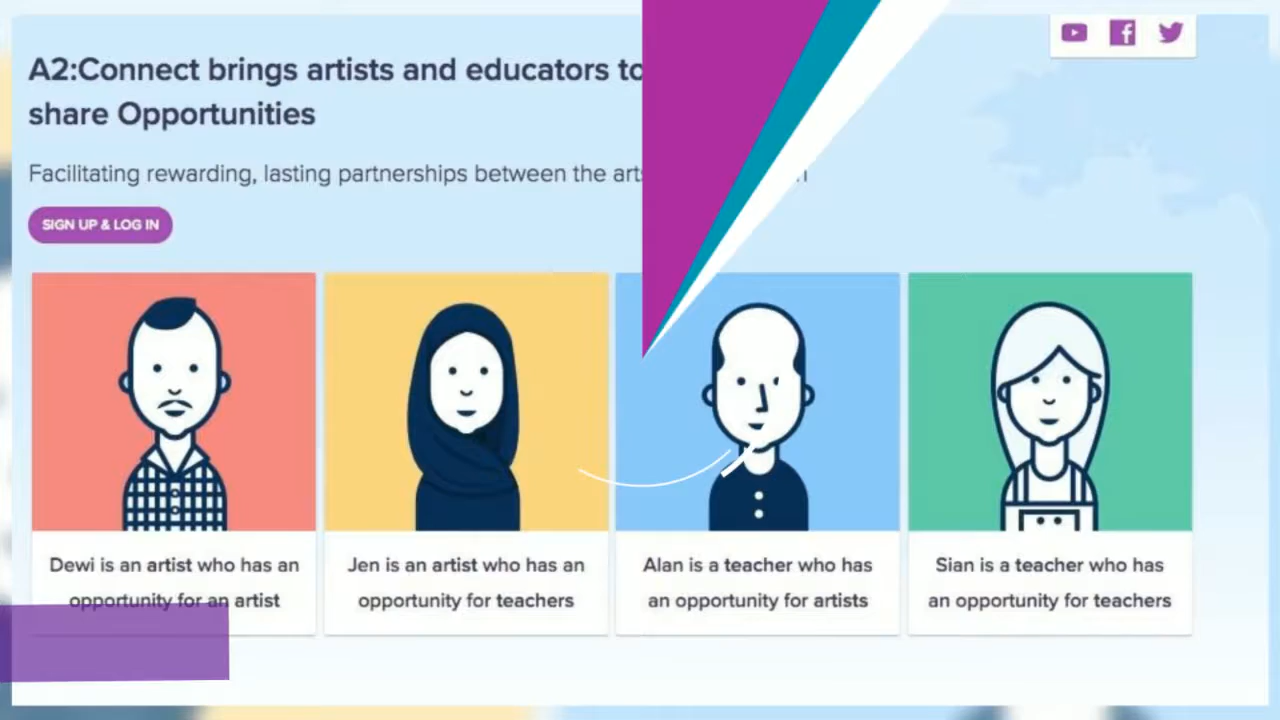 A2:Connect brings artists and educators to
share Opportunities
Facilitating rewarding, lasting partnerships between the arts
SIGN UP & LOG IN
Dewi is an artist who has an
opportunity for an artist
Jen is an artist who has an
opportunity for teachers
Alan is a teacher who has
an opportunity for artists
Sian is a teacher who has
an opportunity for teachers